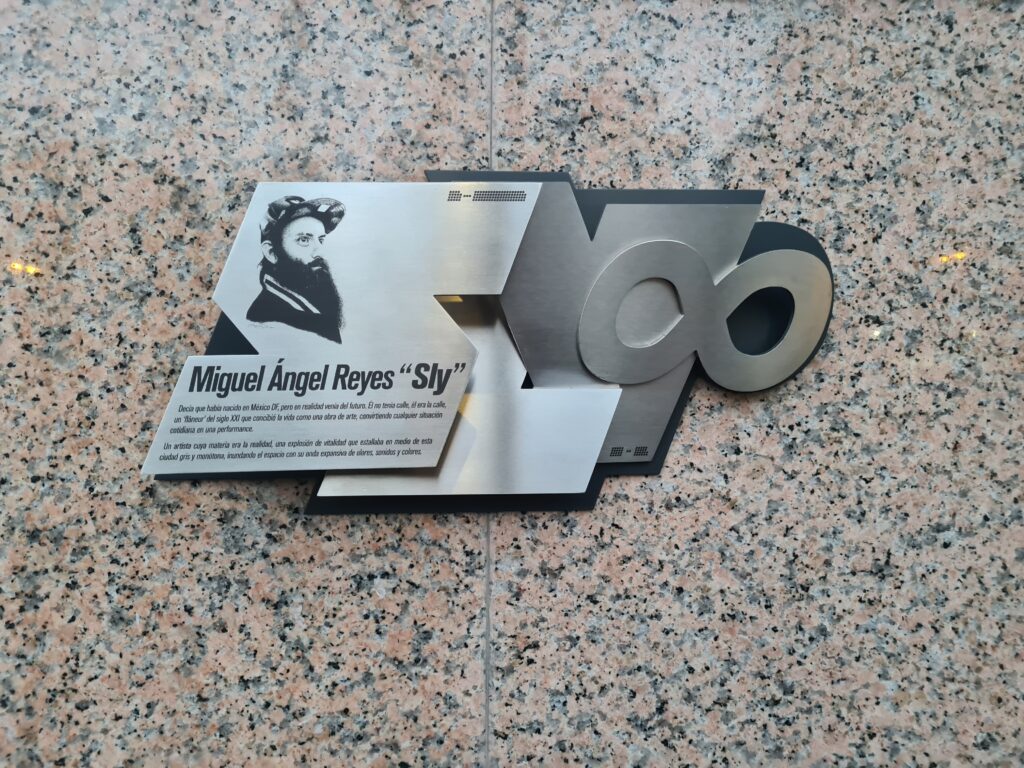 Miguel Ángel Reyes “Sly”
Decía que había nacido en México DF, pero en realidad venía del futuro. Él no tenía calle, él era la calle,
un ‘flâneur’ del siglo XXI que concibió la vida como una obra de arte, convirtiendo cualquier situación
cotidiana en una performance.
Un artista cuya materia era la realidad, una explosión de vitalidad que estallaba en medio de esta
ciudad gris y monótona, inundando el espacio con su onda expansiva de olores, sonidos y colores.